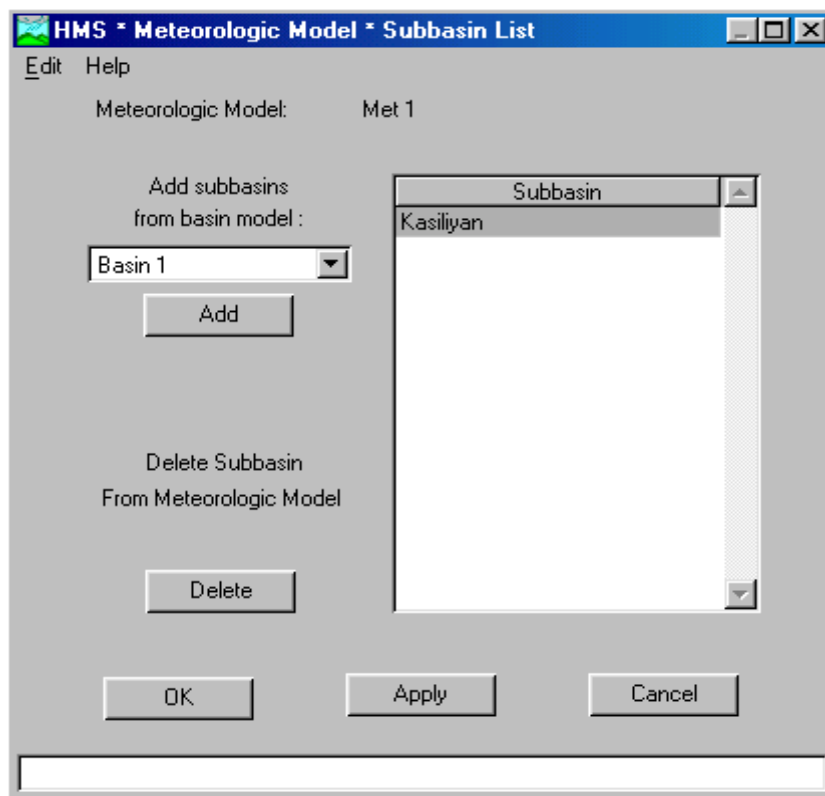 HMS * Meteorologic Model * Subbasin List
Edit Help
Meteorologic Model: Met 1
Add subbasins
from basin model :
Basin 1
Add
Subbasin
Kasiliyan
Delete Subbasin
From Meteorologic Model
Delete
OK Apply Cancel